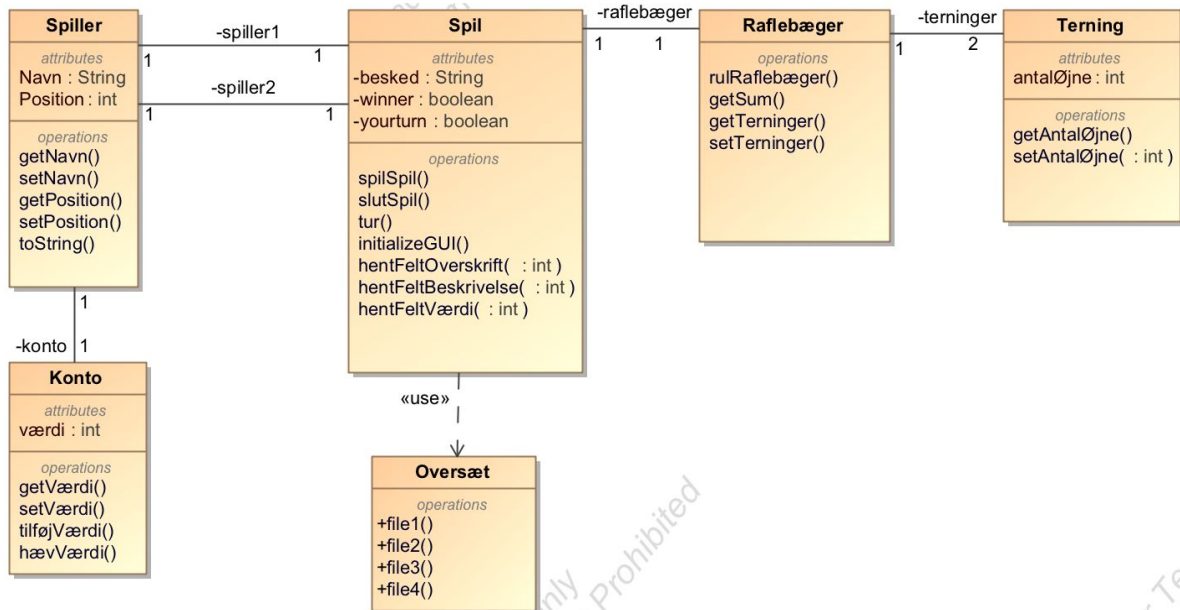 Spiller
attributes
Navn : String
Position : int
operations
getNavn()
setNavn()
getPosition()
setPosition()
toString()
-spiller1
1
1
-spiller2
1
1
Spil
attributes
-besked : String
-winner : boolean
-yourturn : boolean
operations
spilSpil()
slutSpil()
tur()
initializeGUI()
hentFeltOverskrift( : int )
hentFeltBeskrivelse( : int )
hentFeltVærdi( : int )
-raflebæger
1
1
Raflebæger
operations
rulRaflebæger()
getSum()
getTerninger()
setTerninger()
-terninger
1
2
Terning
attributes
antalØjne : int
operations
getAntalØjne()
setAntalØjne( : int )
1
-konto
1
Konto
attributes
værdi : int
operations
getVærdi()
setVærdi()
tilføjVærdi()
hævVærdi()
«use»
Oversæt
operations
+file1()
+file2()
+file3()
+file4()
Prohibited